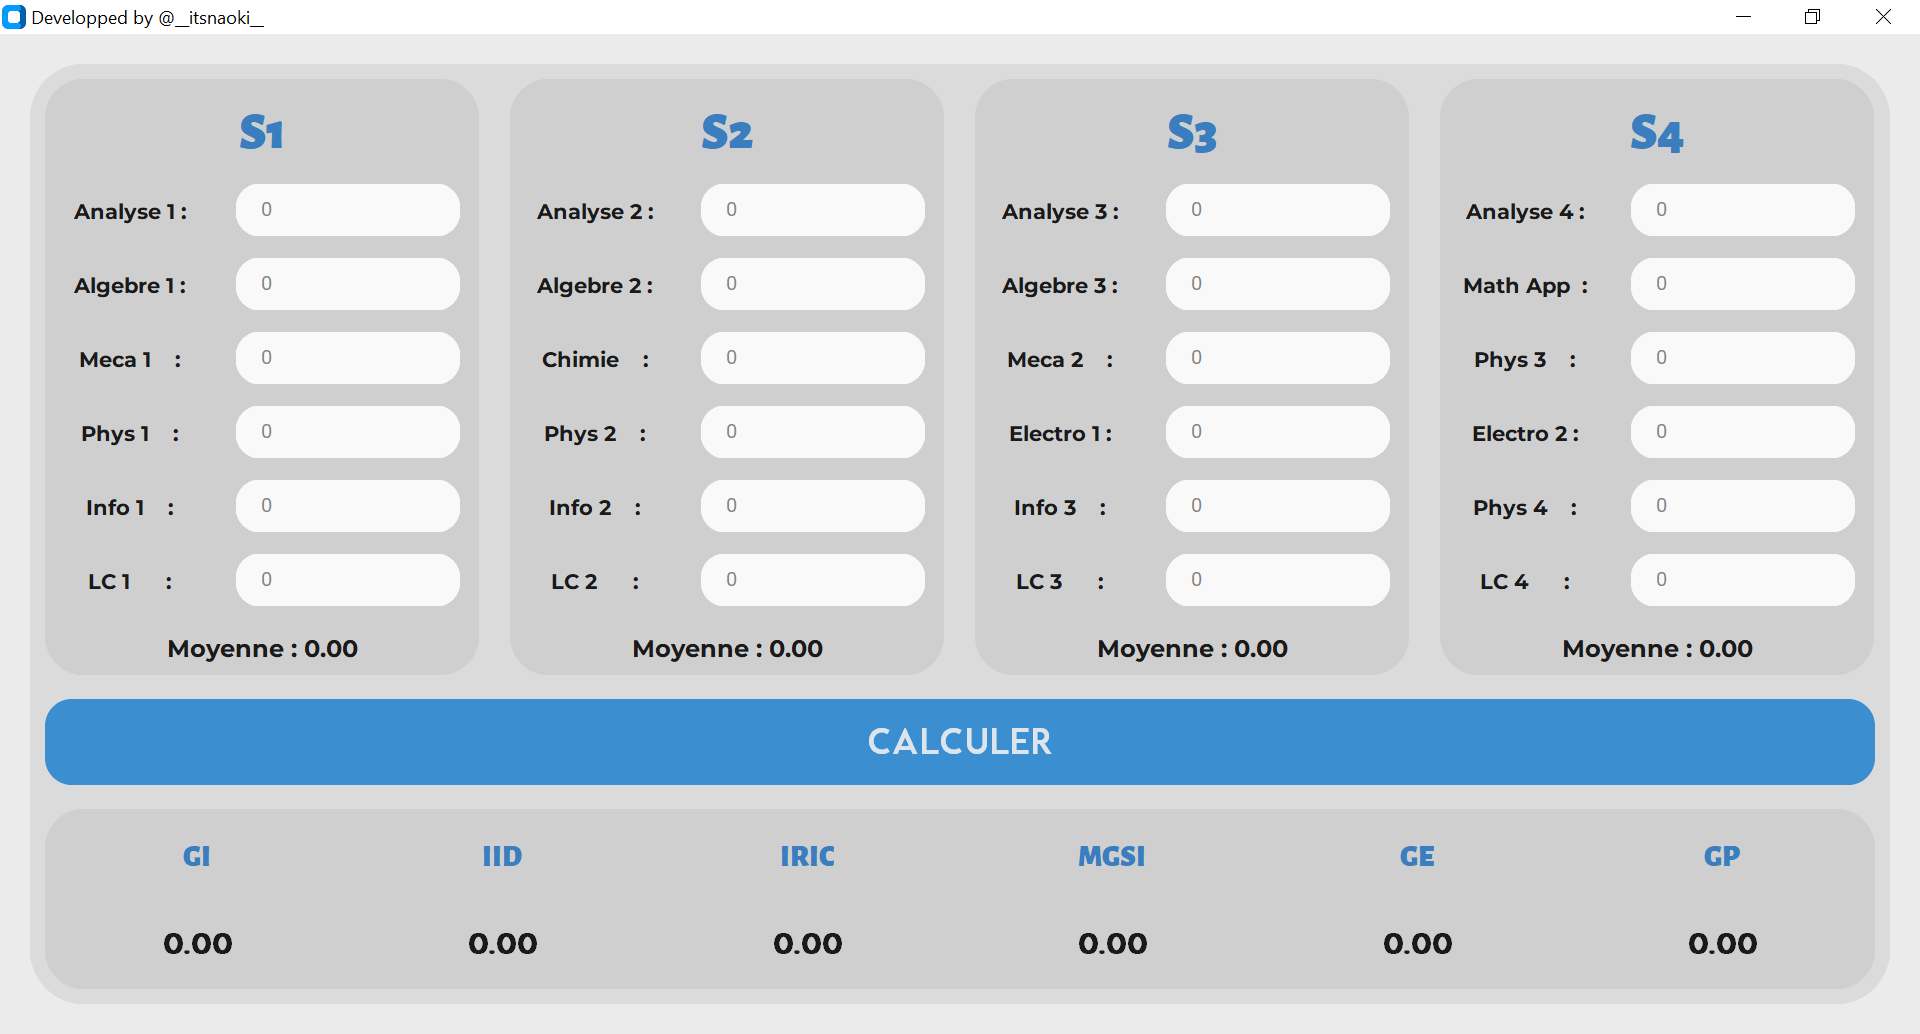 Developped by @__itsnaoki__
S1
Analyse 1 : 0
Algebre 1 : 0
Meca 1 : 0
Phys 1 : 0
Info 1 : 0
LC 1 : 0
Moyenne : 0.00
S2
Analyse 2 : 0
Algebre 2 : 0
Chimie : 0
Phys 2 : 0
Info 2 : 0
LC 2 : 0
Moyenne : 0.00
S3
Analyse 3 : 0
Algebre 3 : 0
Meca 2 : 0
Electro 1 : 0
Info 3 : 0
LC 3 : 0
Moyenne : 0.00
S4
Analyse 4 : 0
Math App : 0
Phys 3 : 0
Electro 2 : 0
Phys 4 : 0
LC 4 : 0
Moyenne : 0.00
CALCULER
GI IID IRIC MGSI GE GP
0.00 0.00 0.00 0.00 0.00 0.00